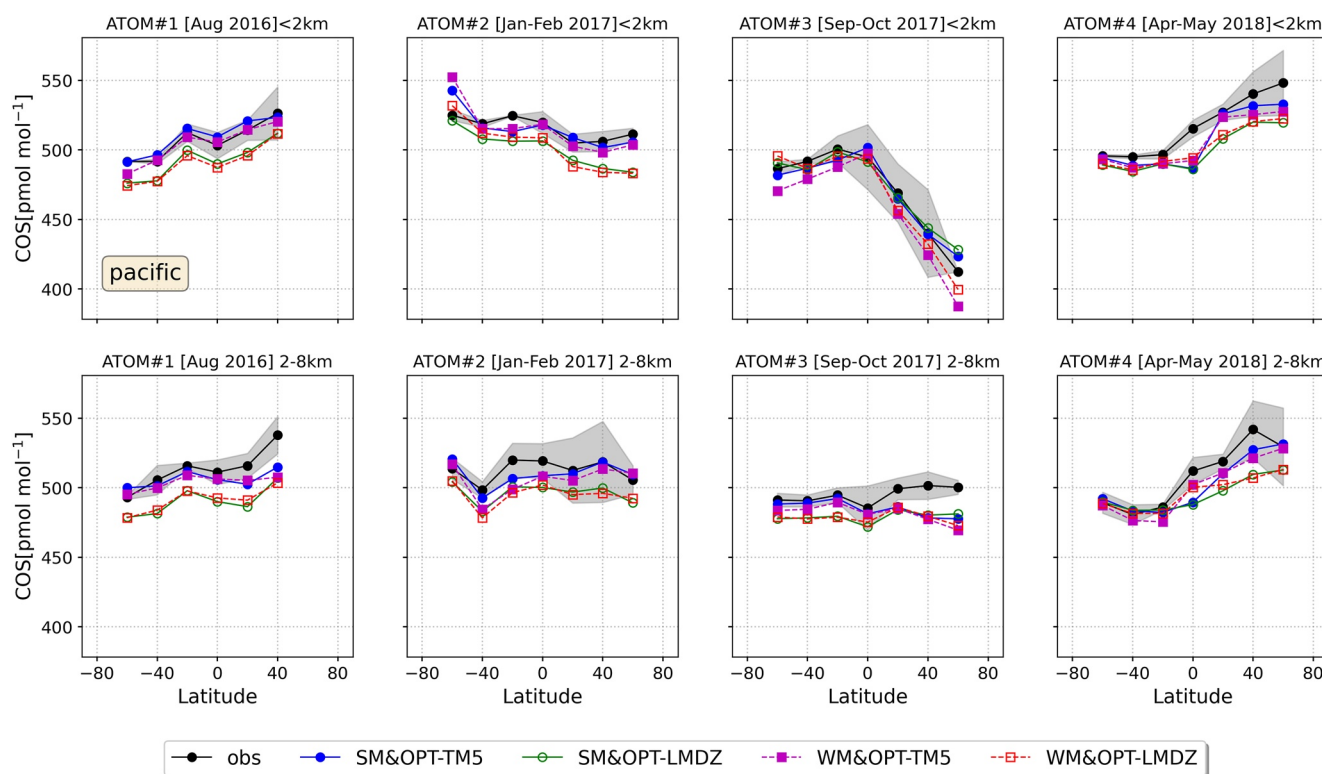 ATOM#1 [Aug 2016]<2km
ATOM#2 [Jan-Feb 2017]<2km
ATOM#3 [Sep-Oct 2017]<2km
ATOM#4 [Apr-May 2018]<2km
COS[pmol mol⁻¹]
550
500
450
400
pacific
ATOM#1 [Aug 2016] 2-8km
ATOM#2 [Jan-Feb 2017] 2-8km
ATOM#3 [Sep-Oct 2017] 2-8km
ATOM#4 [Apr-May 2018] 2-8km
COS[pmol mol⁻¹]
550
500
450
400
−80 −40 0 40 80
−80 −40 0 40 80
−80 −40 0 40 80
−80 −40 0 40 80
Latitude
Latitude
Latitude
Latitude
obs
SM&OPT-TM5
SM&OPT-LMDZ
WM&OPT-TM5
WM&OPT-LMDZ